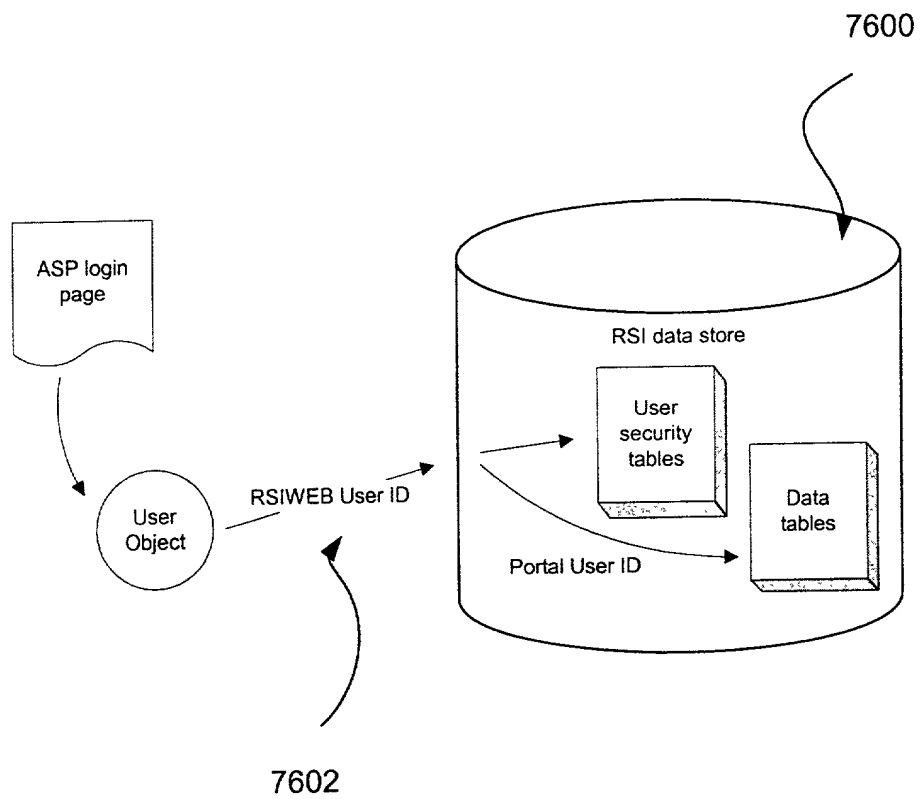 7600
ASP login
page
RSI data store
User
security
tables
RSIWEB User ID
User
Object
Data
tables
Portal User ID
7602